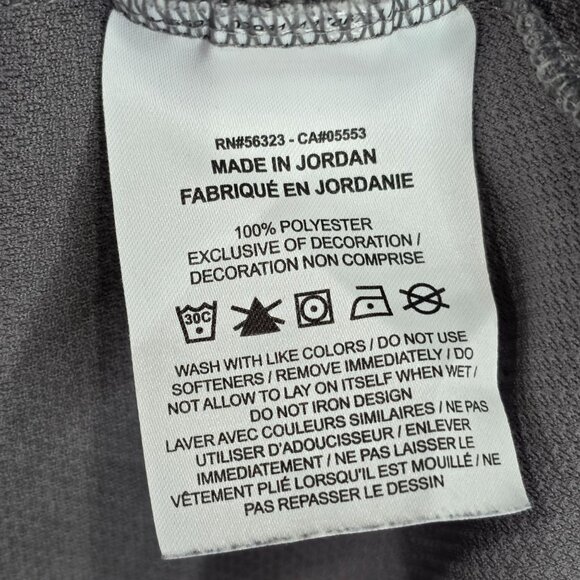 RN#56323 - CA#05553
MADE IN JORDAN
FABRIQUÉ EN JORDANIE
100% POLYESTER
EXCLUSIVE OF DECORATION /
DECORATION NON COMPRISE
30C
WASH WITH LIKE COLORS / DO NOT USE
SOFTENERS / REMOVE IMMEDIATELY / DO
NOT ALLOW TO LAY ON ITSELF WHEN WET /
DO NOT IRON DESIGN
LAVER AVEC COULEURS SIMILAIRES / NE PAS
UTILISER D'ADOUCISSEUR / ENLEVER
IMMEDIATEMENT / NE PAS LAISSER LE
VÊTEMENT PLIÉ LORSQU'IL EST MOUILLÉ / NE
PAS REPASSER LE DESSIN